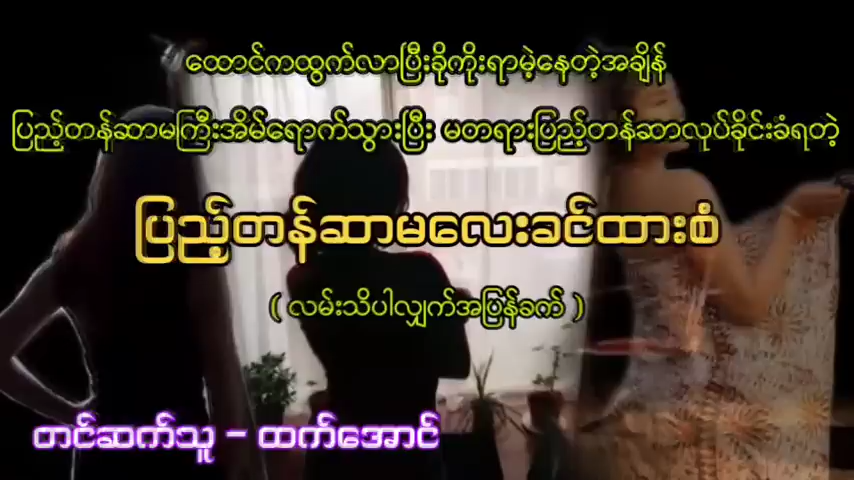 ထောင်ကထွက်လာပြီးခိုကိုးရာမဲ့နေတဲ့အချိန်
ပြည့်တန်ဆာမကြီးအိမ်ရောက်သွားပြီး မတရားပြည့်တန်ဆာလုပ်ခိုင်းခံရတဲ့
ပြည့်တန်ဆာမလေးခင်ထားစံ
( လမ်းသိပါလျှက်အပြန်ခက် )
တင်ဆက်သူ - ထက်အောင်